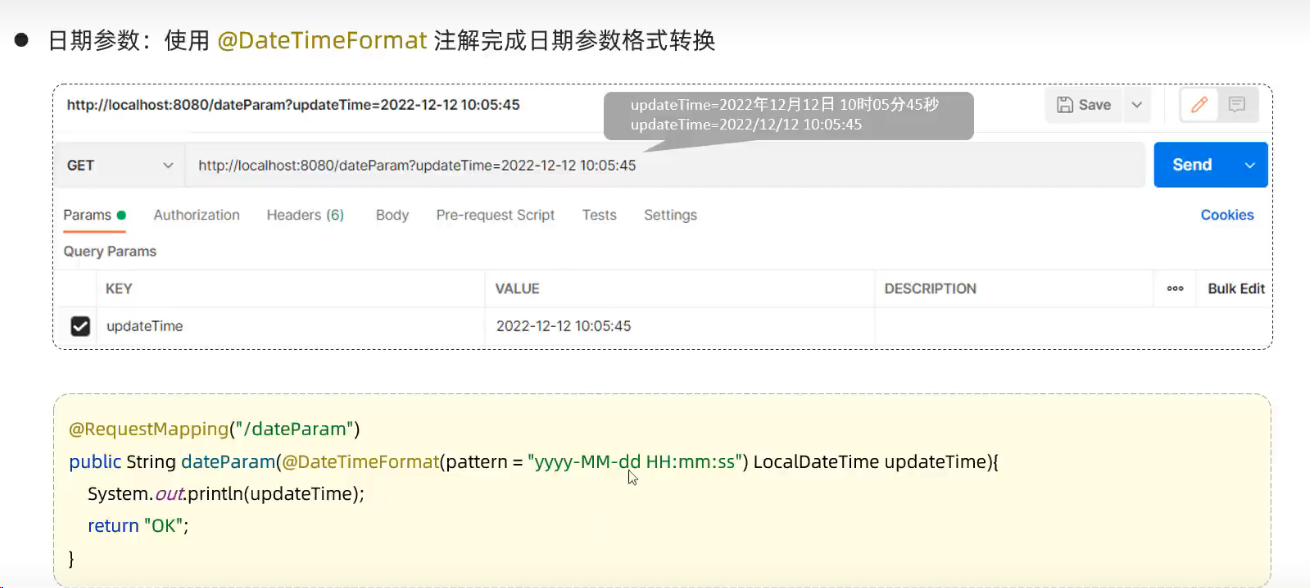 ● 日期参数：使用 @DateTimeFormat 注解完成日期参数格式转换
http://localhost:8080/dateParam?updateTime=2022-12-12 10:05:45
updateTime=2022年12月12日 10时05分45秒
updateTime=2022/12/12 10:05:45
Save
GET http://localhost:8080/dateParam?updateTime=2022-12-12 10:05:45 Send
Params Authorization Headers (6) Body Pre-request Script Tests Settings Cookies
Query Params
KEY VALUE DESCRIPTION ooo Bulk Edit
updateTime 2022-12-12 10:05:45
@RequestMapping("/dateParam")
public String dateParam(@DateTimeFormat(pattern = "yyyy-MM-dd HH:mm:ss") LocalDateTime updateTime){
System.out.println(updateTime);
return "OK";
}